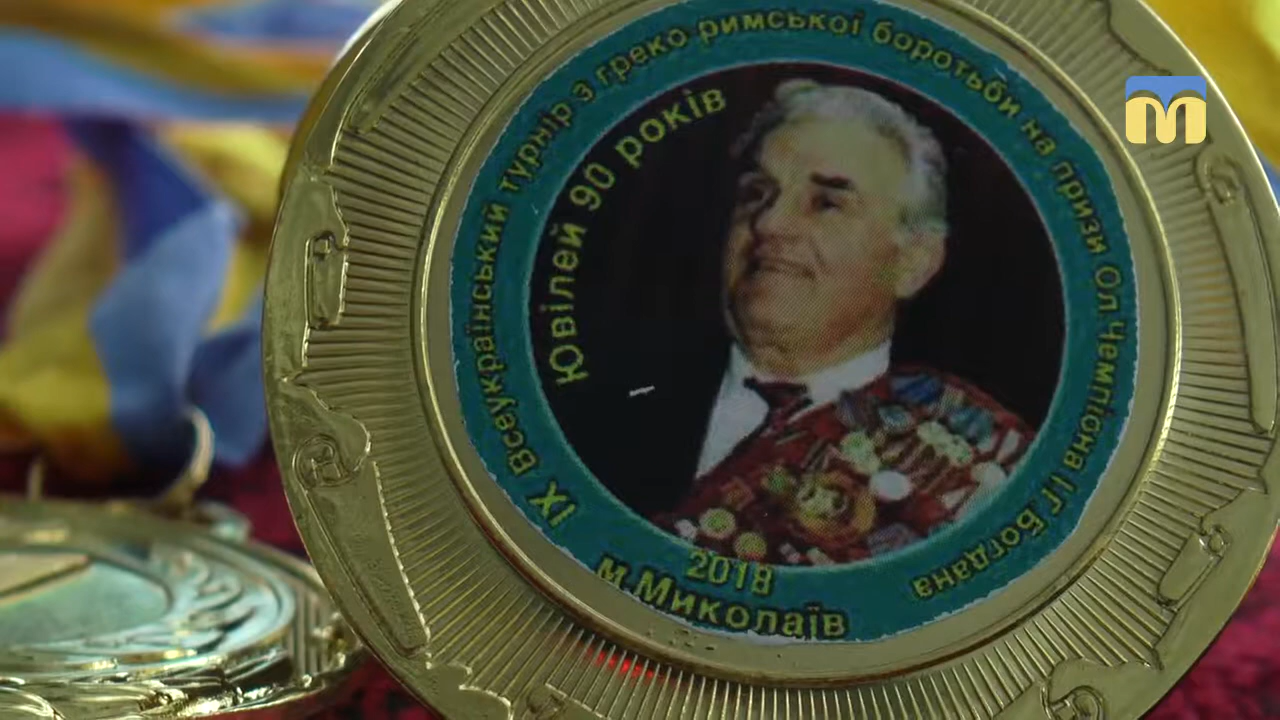 IX Всеукраїнський турнір з греко римської боротьби на призи Ол.Чемпіона І.Г.Богдана
Ювілей 90 років
2018
м.Миколаїв
M